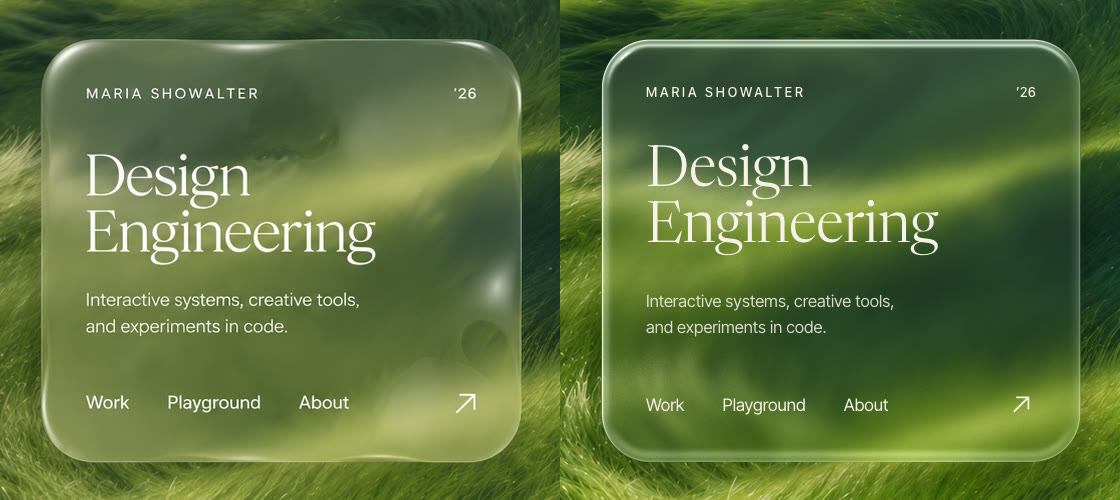 MARIA SHOWALTER ’26
Design
Engineering
Interactive systems, creative tools,
and experiments in code.
Work Playground About
MARIA SHOWALTER ’26
Design
Engineering
Interactive systems, creative tools,
and experiments in code.
Work Playground About